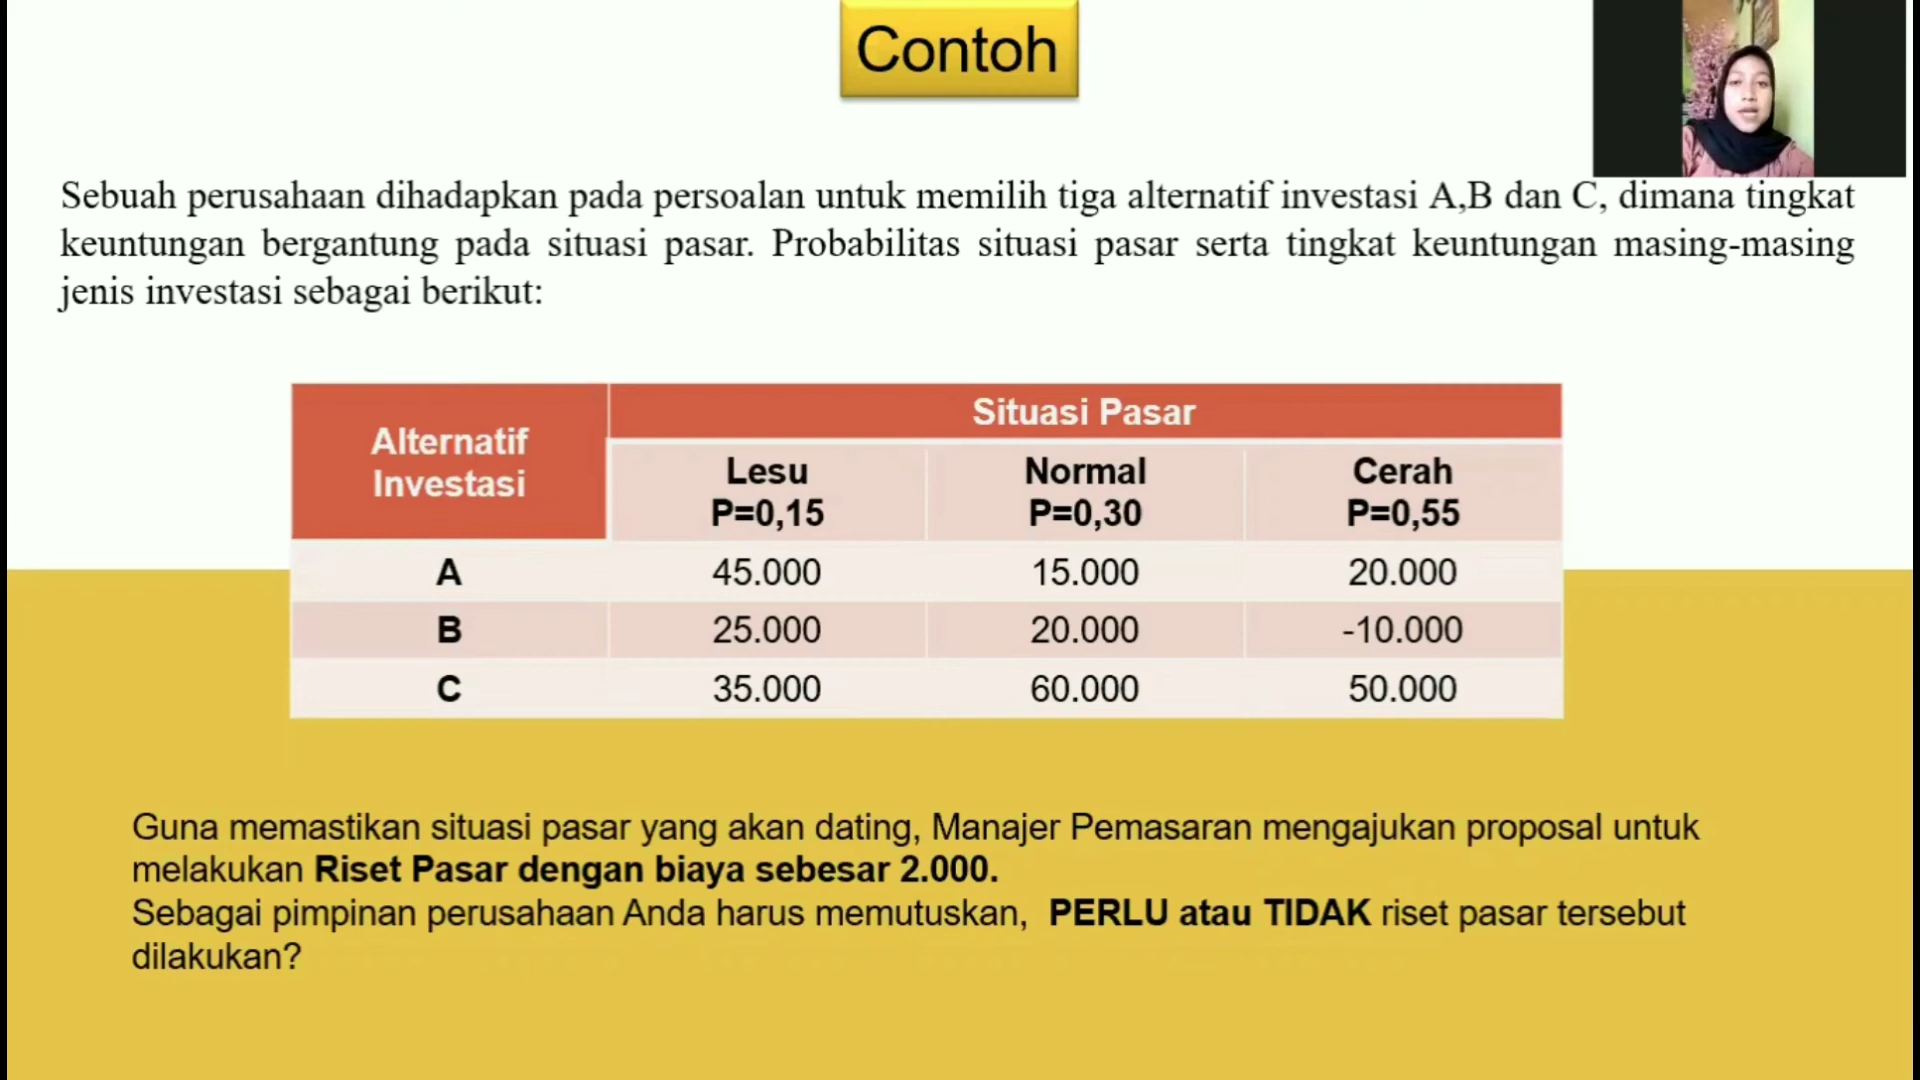 Contoh
Sebuah perusahaan dihadapkan pada persoalan untuk memilih tiga alternatif investasi A,B dan C, dimana tingkat
keuntungan bergantung pada situasi pasar. Probabilitas situasi pasar serta tingkat keuntungan masing-masing
jenis investasi sebagai berikut:
Alternatif
Investasi
Situasi Pasar
Lesu
P=0,15
Normal
P=0,30
Cerah
P=0,55
A 45.000 15.000 20.000
B 25.000 20.000 -10.000
C 35.000 60.000 50.000
Guna memastikan situasi pasar yang akan dating, Manajer Pemasaran mengajukan proposal untuk
melakukan Riset Pasar dengan biaya sebesar 2.000.
Sebagai pimpinan perusahaan Anda harus memutuskan, PERLU atau TIDAK riset pasar tersebut
dilakukan?